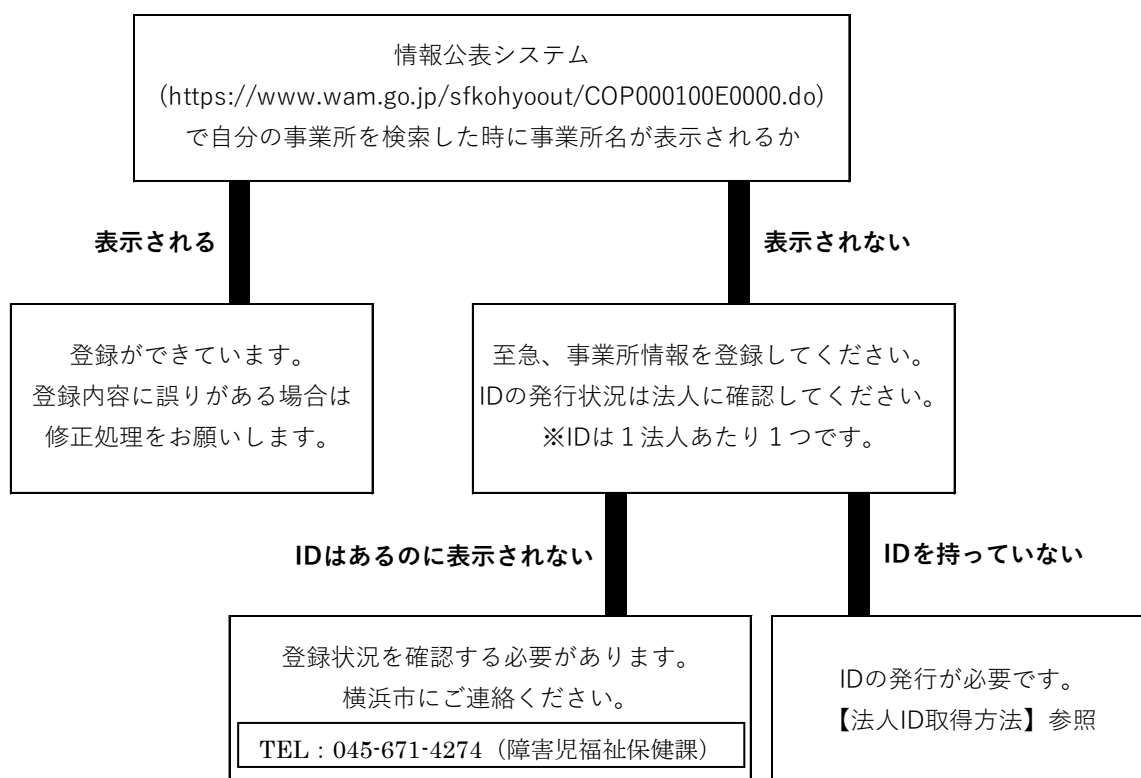 情報公表システム
(https://www.wam.go.jp/sfkohyoout/COP000100E0000.do)
で自分の事業所を検索した時に事業所名が表示されるか
表示される
表示されない
登録ができています。
登録内容に誤りがある場合は
修正処理をお願いします。
至急、事業所情報を登録してください。
IDの発行状況は法人に確認してください。
※IDは１法人あたり１つです。
IDはあるのに表示されない
IDを持っていない
登録状況を確認する必要があります。
横浜市にご連絡ください。
TEL：045-671-4274（障害児福祉保健課）
IDの発行が必要です。
【法人ID取得方法】参照